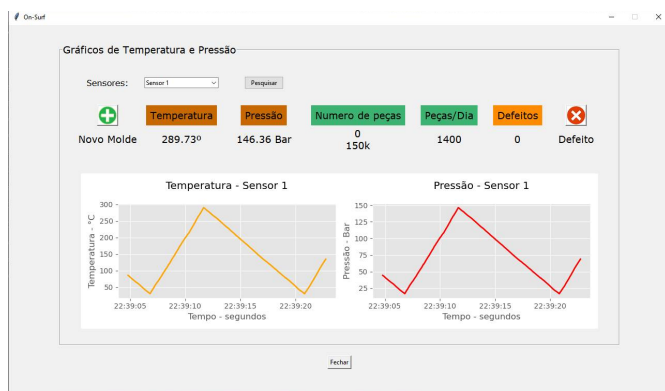 On-Surf
Gráficos de Temperatura e Pressão
Sensores: Sensor 1 Pesquisar
Temperatura Pressão Numero de peças Peças/Dia Defeitos
Novo Molde 289.73º 146.36 Bar 0 1400 0 Defeito
150k
Temperatura - Sensor 1
300
250
200
150
100
50
Temperatura - °C
22:39:05 22:39:10 22:39:15 22:39:20
Tempo - segundos
Pressão - Sensor 1
150
125
100
75
50
25
Pressão - Bar
22:39:05 22:39:10 22:39:15 22:39:20
Tempo - segundos
Fechar